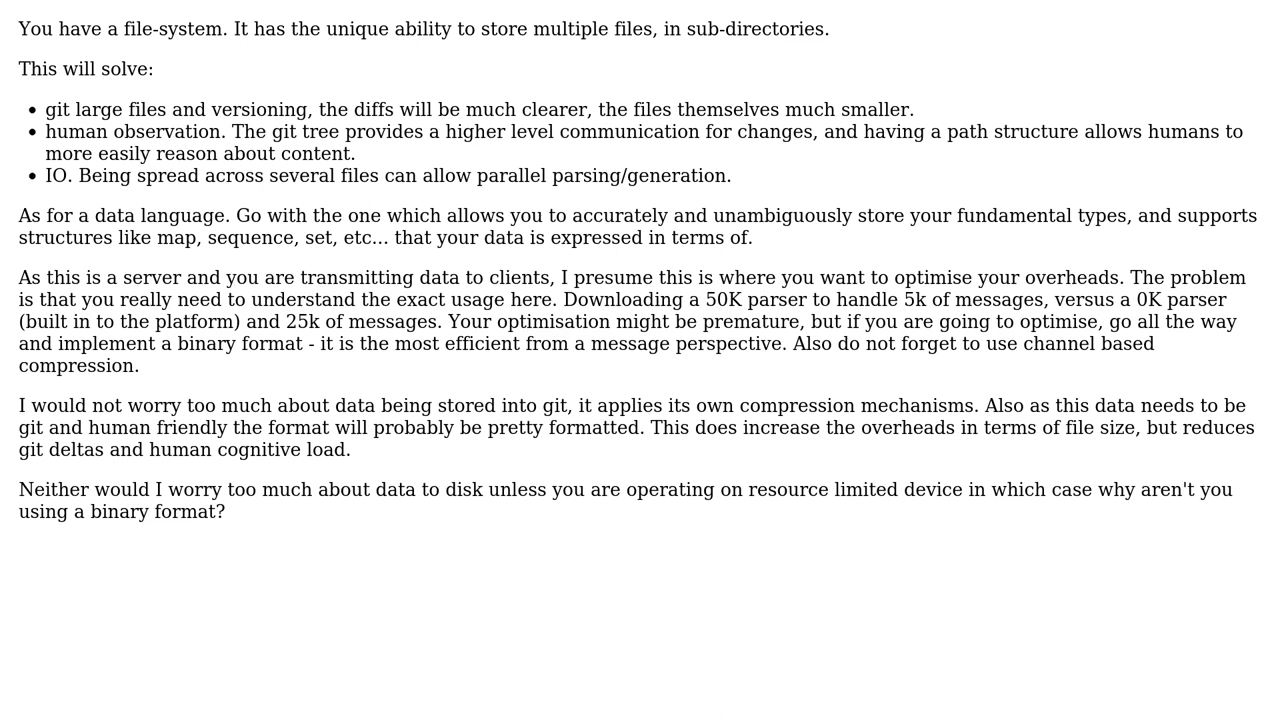 You have a file-system. It has the unique ability to store multiple files, in sub-directories.
This will solve:
• git large files and versioning, the diffs will be much clearer, the files themselves much smaller.
• human observation. The git tree provides a higher level communication for changes, and having a path structure allows humans to
more easily reason about content.
• IO. Being spread across several files can allow parallel parsing/generation.
As for a data language. Go with the one which allows you to accurately and unambiguously store your fundamental types, and supports
structures like map, sequence, set, etc... that your data is expressed in terms of.
As this is a server and you are transmitting data to clients, I presume this is where you want to optimise your overheads. The problem
is that you really need to understand the exact usage here. Downloading a 50K parser to handle 5k of messages, versus a 0K parser
(built in to the platform) and 25k of messages. Your optimisation might be premature, but if you are going to optimise, go all the way
and implement a binary format - it is the most efficient from a message perspective. Also do not forget to use channel based
compression.
I would not worry too much about data being stored into git, it applies its own compression mechanisms. Also as this data needs to be
git and human friendly the format will probably be pretty formatted. This does increase the overheads in terms of file size, but reduces
git deltas and human cognitive load.
Neither would I worry too much about data to disk unless you are operating on resource limited device in which case why aren't you
using a binary format?